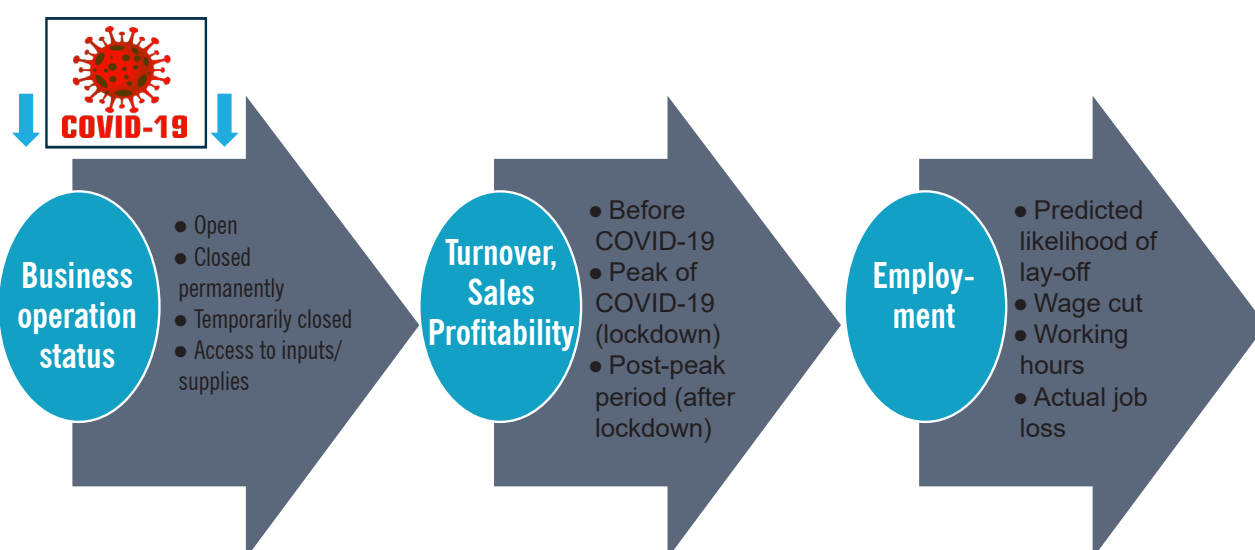 COVID-19
Business
operation
status
● Open
● Closed
permanently
● Temporarily closed
● Access to inputs/
supplies
Turnover,
Sales
Profitability
● Before
COVID-19
● Peak of
COVID-19
(lockdown)
● Post-peak
period (after
lockdown)
Employ-
ment
● Predicted
likelihood of
lay-off
● Wage cut
● Working
hours
● Actual job
loss